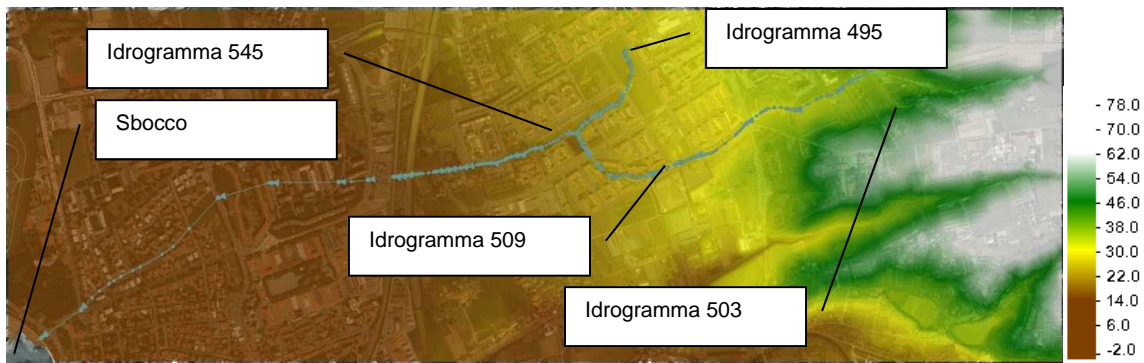 Idrogramma 545
Idrogramma 495
Sbocco
Idrogramma 509
Idrogramma 503
- 78.0
- 70.0
- 62.0
- 54.0
- 46.0
- 38.0
- 30.0
- 22.0
- 14.0
- 6.0
- -2.0